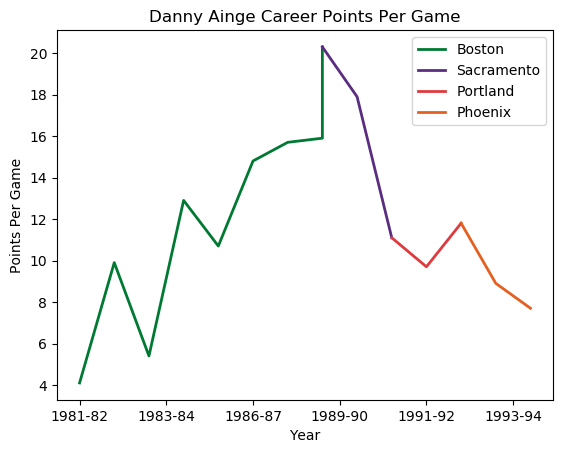 Danny Ainge Career Points Per Game
Boston
Sacramento
Portland
Phoenix
Points Per Game
20
18
16
14
12
10
8
6
4
1981-82
1983-84
1986-87
1989-90
1991-92
1993-94
Year